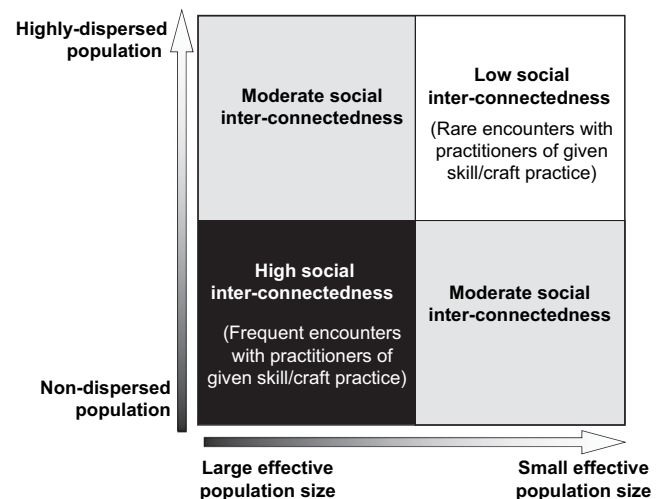 Highly-dispersed
population
Moderate social
inter-connectedness
Low social
inter-connectedness
(Rare encounters with
practitioners of given
skill/craft practice)
High social
inter-connectedness
(Frequent encounters
with practitioners of
given skill/craft practice)
Moderate social
inter-connectedness
Non-dispersed
population
Large effective
population size
Small effective
population size